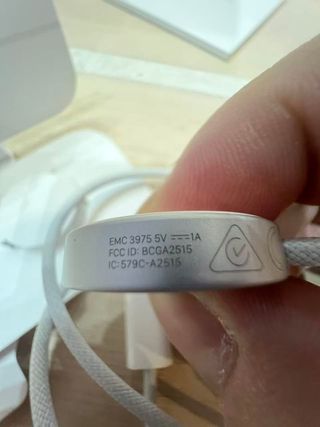 EMC 3975 5V ⎓1A
FCC ID: BCGA2515
IC: 579C-A2515